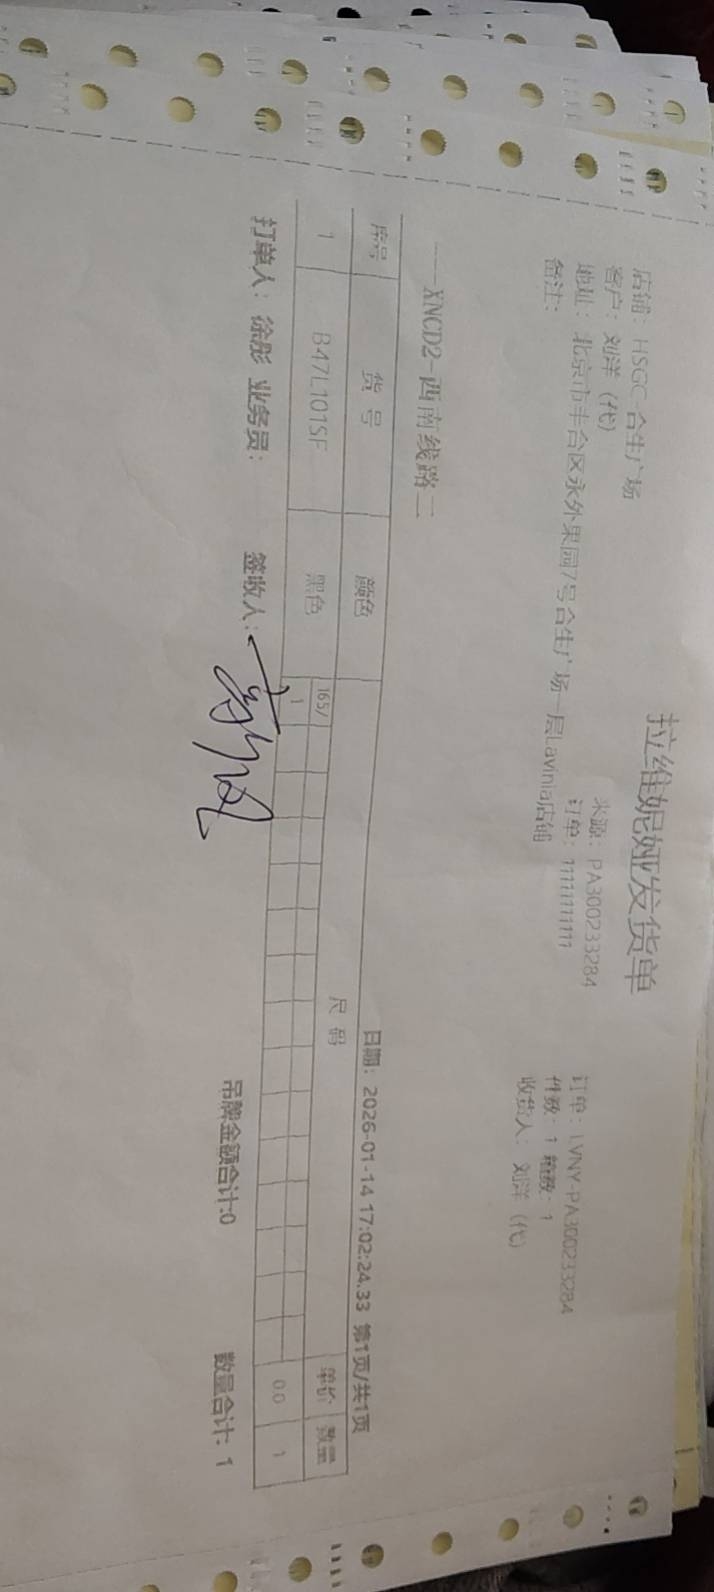 拉维妮娅发货单
店铺：HSGC-合生广场
客户：刘洋（代）
来源：PA300233284
订单：LVNY-PA300233284
地址：北京市丰台区永外果园7号合生广场一层Lavinia店铺
订单：11111111111
件数：1 箱数：1
备注：
收货人：刘洋（代）
——XNCD2-西南线路二
日期：2026-01-14 17:02:24.33 第1页/共1页
序号 货号 颜色 尺码 单价 数量
1 B47L101SF 黑色 165/ 0.0 1
1
打单人：徐彤 业务员： 签收人： 吊牌金额合计:0 数量合计: 1